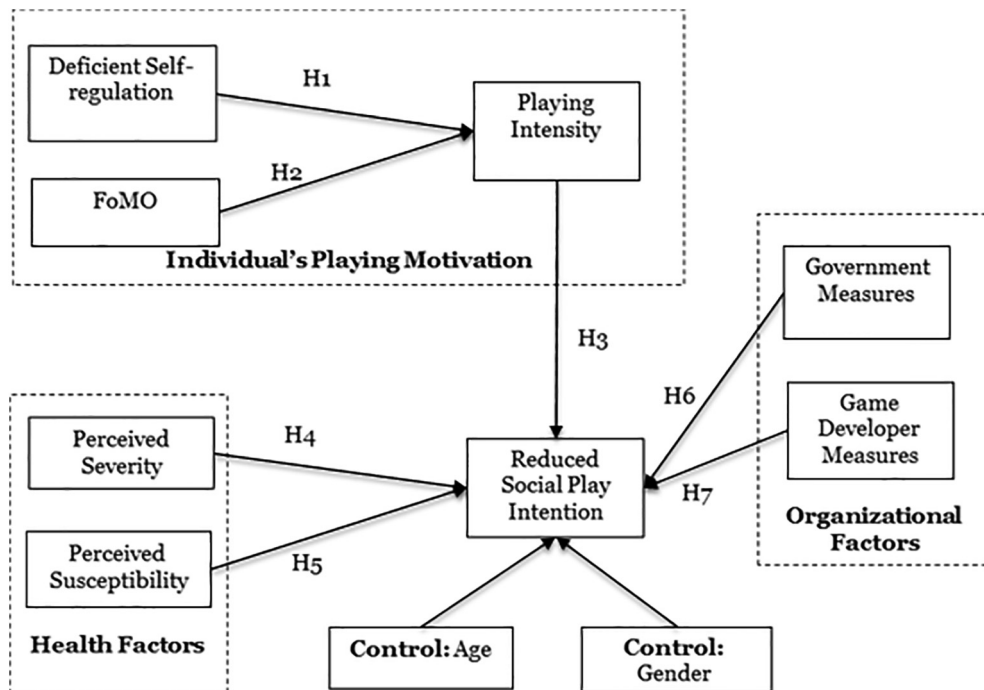 Deficient Self-
regulation
H1
Playing
Intensity
H2
FoMO
Individual's Playing Motivation
Government
Measures
H3
H6
Game
Developer
Measures
Perceived
Severity
H4
Reduced
Social Play
Intention
H7
Organizational
Factors
Perceived
Susceptibility
H5
Health Factors
Control: Age
Control:
Gender